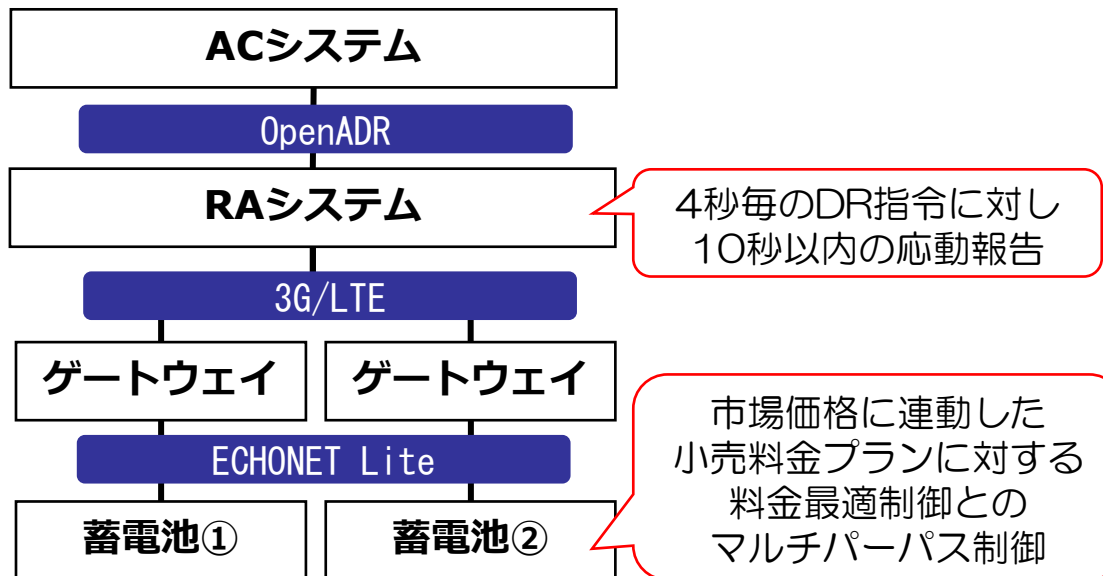 ACシステム
OpenADR
RAシステム
4秒毎のDR指令に対し
10秒以内の応動報告
3G/LTE
ゲートウェイ
ゲートウェイ
ECHONET Lite
蓄電池①
蓄電池②
市場価格に連動した
小売料金プランに対する
料金最適制御との
マルチパーパス制御